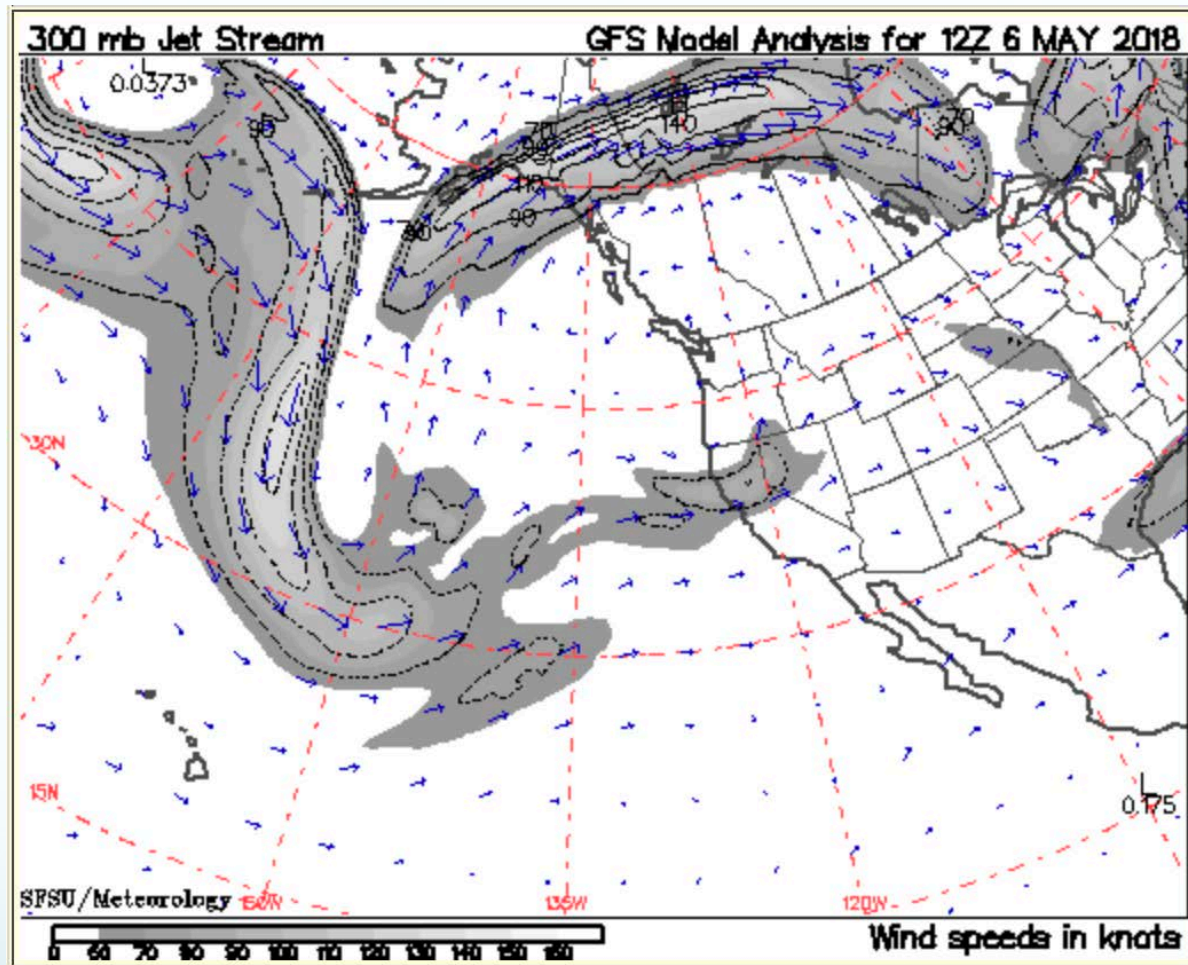 300 mb Jet Stream
GFS Model Analysis for 12Z 6 MAY 2018
L
0.0373
90
70
90
110
140
90
90
70
90
30N
15N
L
0.175
SFSU/Meteorology
150W
135W
120W
0 60 70 80 90 100 110 120 130 140 150 160
Wind speeds in knots